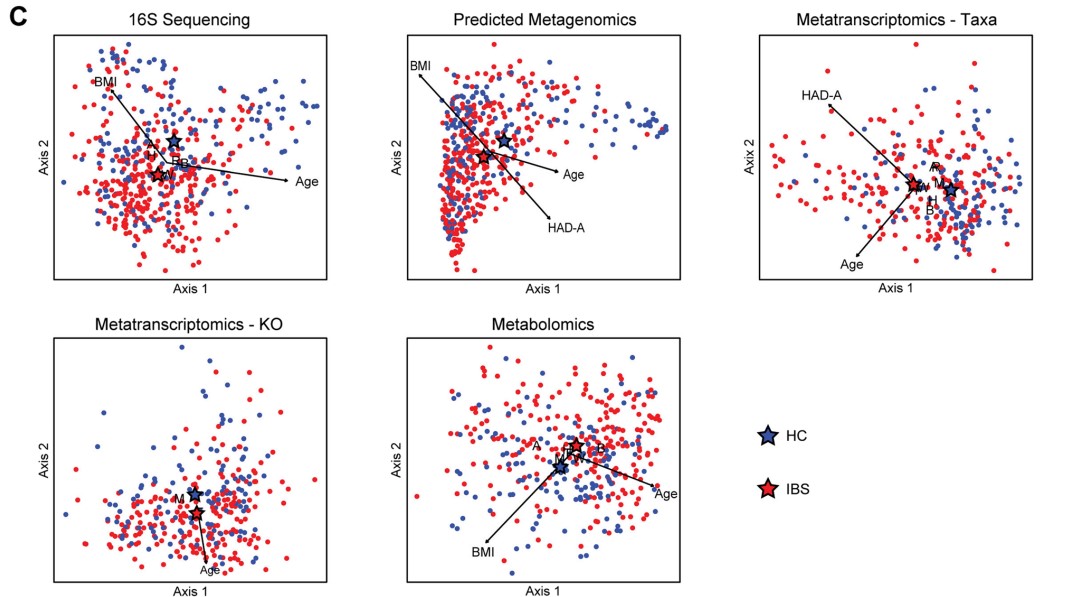 C
16S Sequencing
Predicted Metagenomics
Metatranscriptomics - Taxa
BMI
H
R
B
Age
Axis 2
Axis 1
BMI
Age
HAD-A
Axis 2
Axis 1
HAD-A
R
M
H
B
Age
Axix 2
Axis 1
Metatranscriptomics - KO
Metabolomics
M
Age
Axis 2
Axis 1
A
R
Age
BMI
Axis 2
Axis 1
HC
IBS